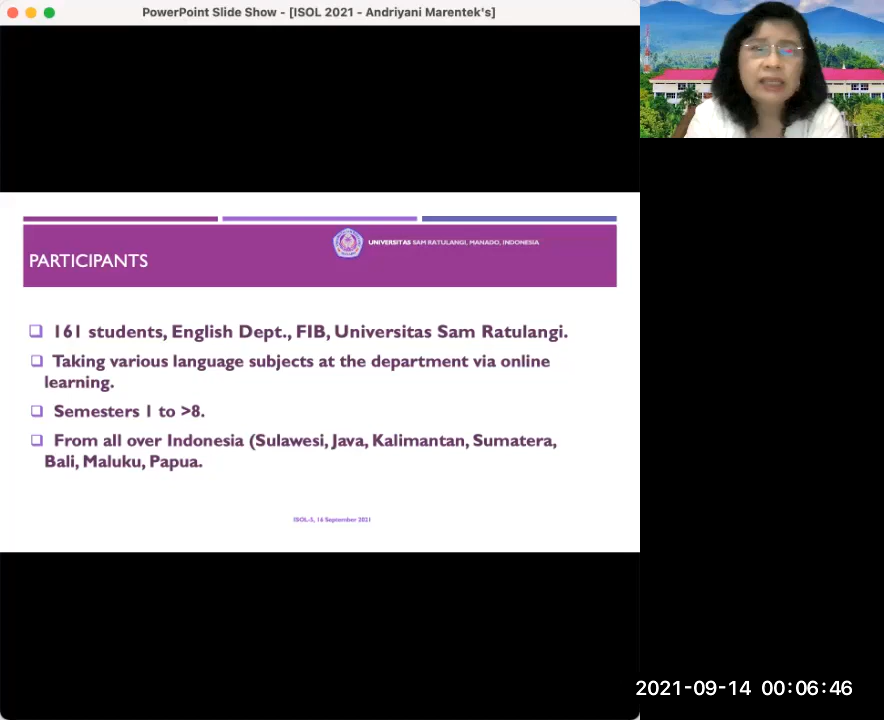 PowerPoint Slide Show - [ISOL 2021 - Andriyani Marentek's]
UNIVERSITAS SAM RATULANGI, MANADO, INDONESIA
PARTICIPANTS
161 students, English Dept., FIB, Universitas Sam Ratulangi.
Taking various language subjects at the department via online
learning.
Semesters 1 to >8.
From all over Indonesia (Sulawesi, Java, Kalimantan, Sumatera,
Bali, Maluku, Papua.
ISOL-5, 16 September 2021
2021-09-14 00:06:46